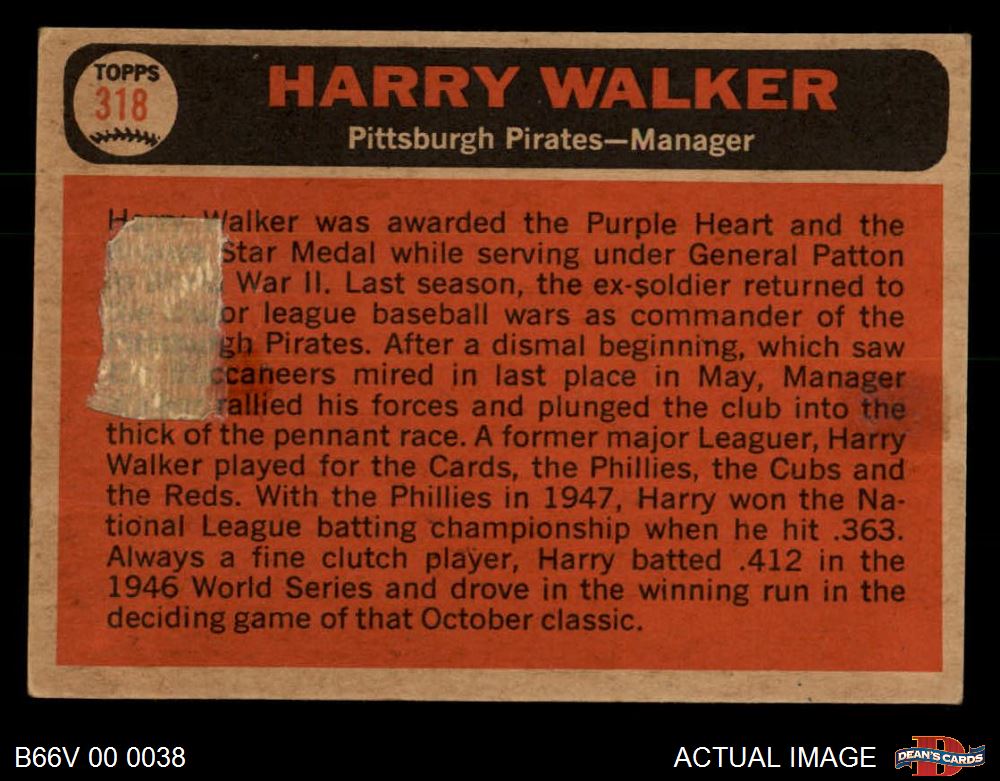 TOPPS
318
HARRY WALKER
Pittsburgh Pirates—Manager
Harry Walker was awarded the Purple Heart and the
Star Medal while serving under General Patton
War II. Last season, the ex-soldier returned to
league baseball wars as commander of the
Pirates. After a dismal beginning, which saw
mired in last place in May, Manager
rallied his forces and plunged the club into the
thick of the pennant race. A former major Leaguer, Harry
Walker played for the Cards, the Phillies, the Cubs and
the Reds. With the Phillies in 1947, Harry won the Na-
tional League batting championship when he hit .363.
Always a fine clutch player, Harry batted .412 in the
1946 World Series and drove in the winning run in the
deciding game of that October classic.
B66V 00 0038
ACTUAL IMAGE
D
DEAN'S CARDS